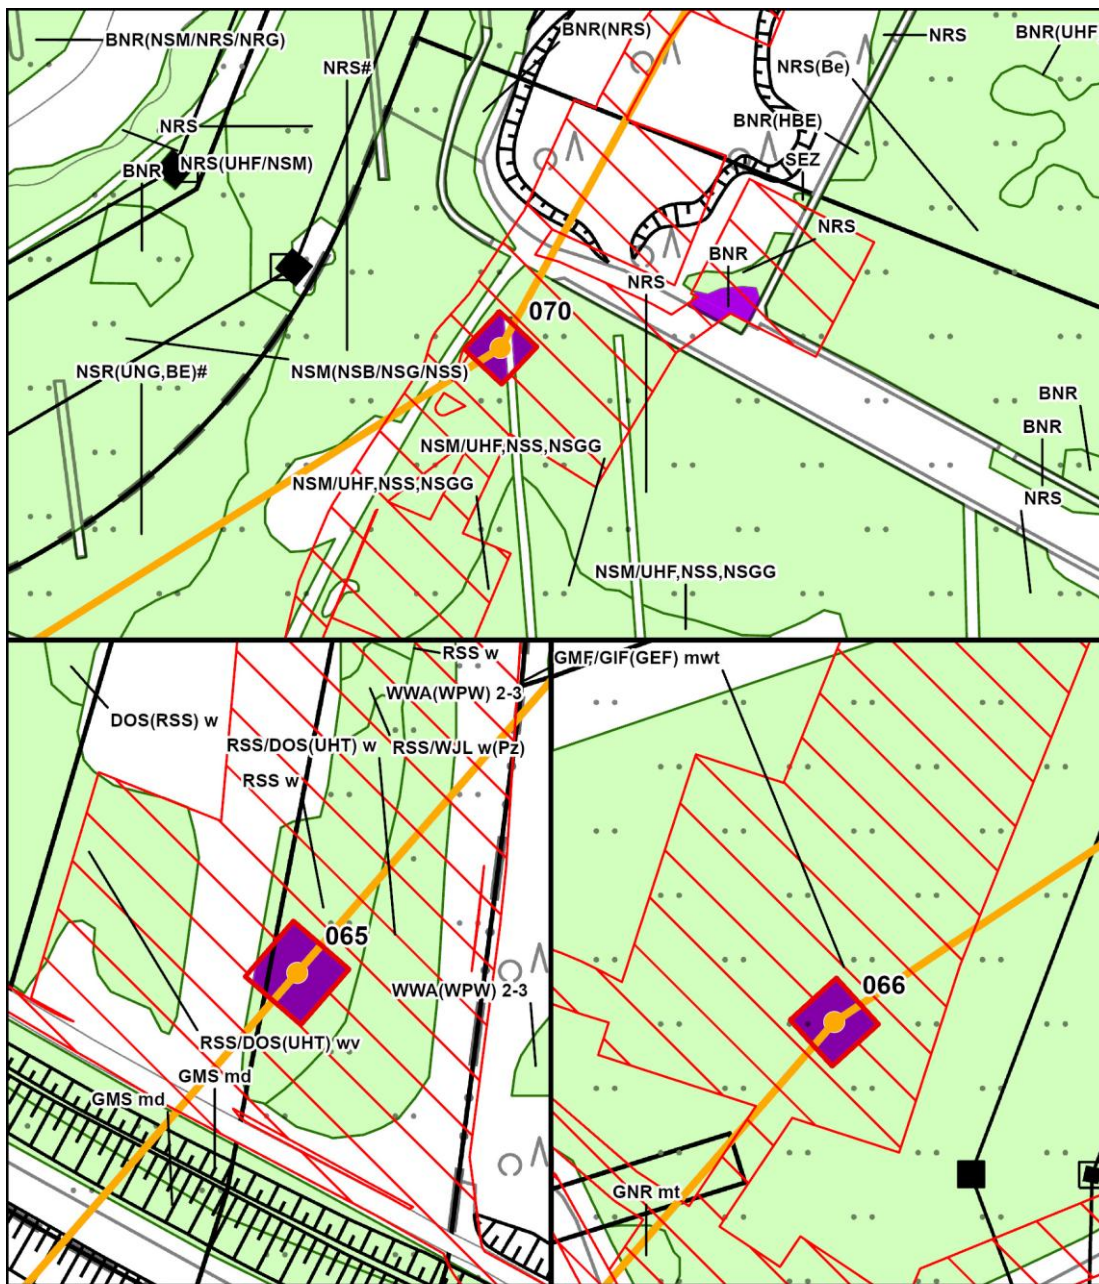 BNR(NSM/NRS/NRG)
BNR(NRS)
NRS
BNR(UHF)
NRS#
NRS(Be)
NRS
BNR(HBE)
BNR
NRS(UHF/NSM)
SEZ
NRS
BNR
NRS
070
NSR(UNG,BE)#
NSM(NSB/NSG/NSS)
BNR
BNR
NSM/UHF,NSS,NSGG
NSM/UHF,NSS,NSGG
NRS
NSM/UHF,NSS,NSGG
RSS w
WWA(WPW) 2-3
DOS(RSS) w
RSS/DOS(UHT) w
RSS/WJL w(Pz)
RSS w
065
WWA(WPW) 2-3
RSS/DOS(UHT) wv
GMS md
GMS md
GMF/GIF(GEF) mwt
066
GNR mt